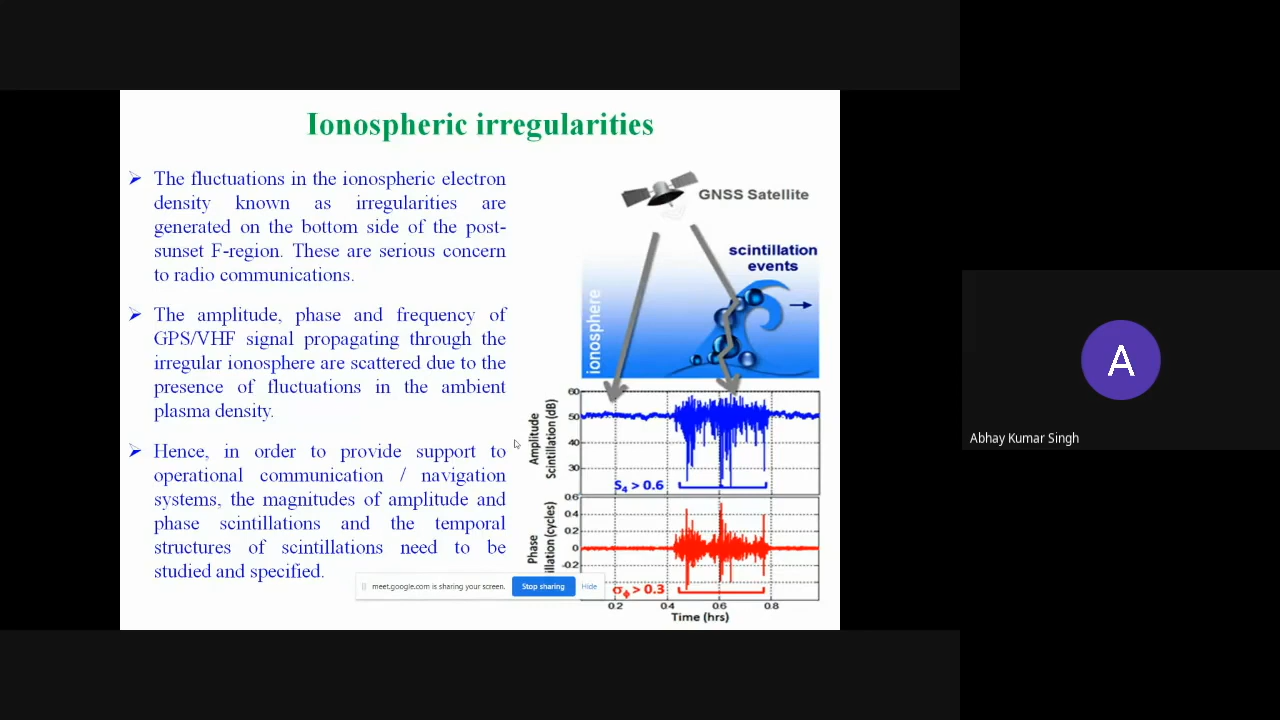 Ionospheric irregularities
➢ The fluctuations in the ionospheric electron
density known as irregularities are
generated on the bottom side of the post-
sunset F-region. These are serious concern
to radio communications.
➢ The amplitude, phase and frequency of
GPS/VHF signal propagating through the
irregular ionosphere are scattered due to the
presence of fluctuations in the ambient
plasma density.
➢ Hence, in order to provide support to
operational communication / navigation
systems, the magnitudes of amplitude and
phase scintillations and the temporal
structures of scintillations need to be
studied and specified.
GNSS Satellite
scintillation
events
ionosphere
Amplitude
Scintillation (dB)
60
50
40
30
S₄ > 0.6
Phase
illation (cycles)
0.6
0.4
0.2
0
-0.2
σϕ > 0.3
0.2 0.4 0.6 0.8
Time (hrs)
meet.google.com is sharing your screen.
Stop sharing
Hide
A
Abhay Kumar Singh